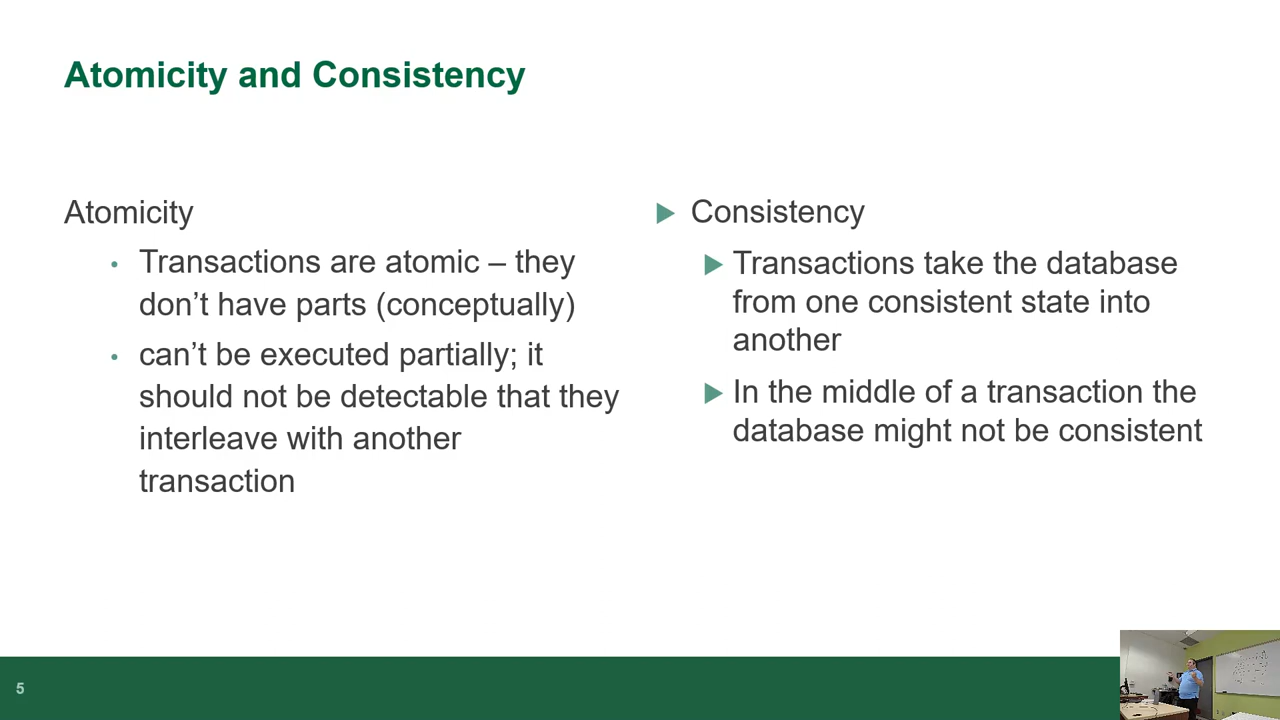 Atomicity and Consistency
Atomicity
• Transactions are atomic – they
don’t have parts (conceptually)
• can’t be executed partially; it
should not be detectable that they
interleave with another
transaction
Consistency
Transactions take the database
from one consistent state into
another
In the middle of a transaction the
database might not be consistent
5